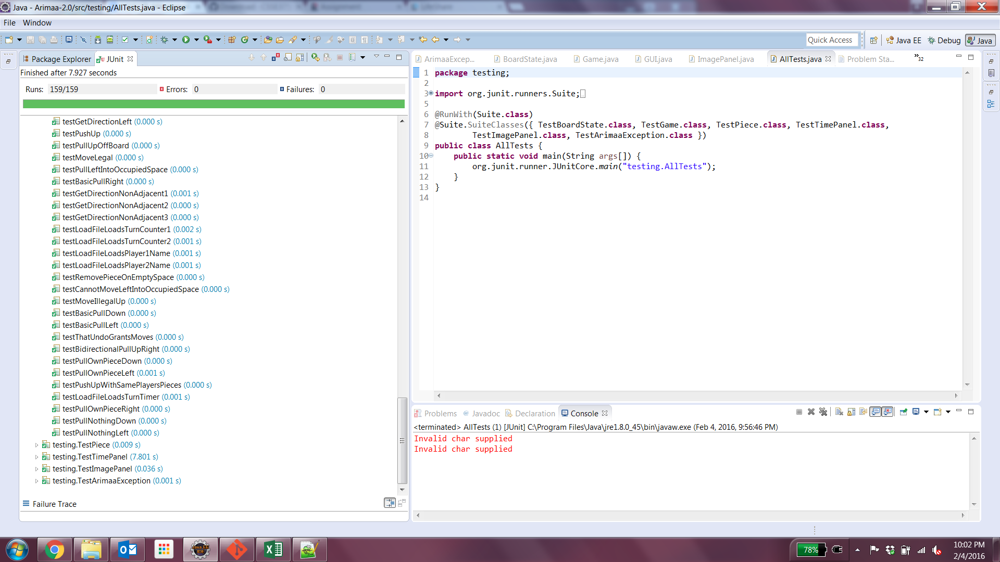 Java - Arimaa-2.0/src/testing/AllTests.java - Eclipse
File Window
Quick Access
Java EE
Debug
Java
Package Explorer
JUnit
Finished after 7.927 seconds
Runs: 159/159
Errors: 0
Failures: 0
testGetDirectionLeft (0.000 s)
testPushUp (0.000 s)
testPullUpOffBoard (0.000 s)
testMoveLegal (0.000 s)
testPullLeftIntoOccupiedSpace (0.000 s)
testBasicPullRight (0.000 s)
testGetDirectionNonAdjacent1 (0.001 s)
testGetDirectionNonAdjacent2 (0.000 s)
testGetDirectionNonAdjacent3 (0.000 s)
testLoadFileLoadsTurnCounter1 (0.002 s)
testLoadFileLoadsTurnCounter2 (0.001 s)
testLoadFileLoadsPlayer1Name (0.001 s)
testLoadFileLoadsPlayer2Name (0.001 s)
testRemovePieceOnEmptySpace (0.000 s)
testCannotMoveLeftIntoOccupiedSpace (0.000 s)
testMoveIllegalUp (0.000 s)
testBasicPullDown (0.000 s)
testBasicPullLeft (0.000 s)
testThatUndoGrantsMoves (0.000 s)
testBidirectionalPullUpRight (0.000 s)
testPullOwnPieceDown (0.000 s)
testPullOwnPieceLeft (0.001 s)
testPushUpWithSamePlayersPieces (0.000 s)
testLoadFileLoadsTurnTimer (0.001 s)
testPullOwnPieceRight (0.000 s)
testPullNothingDown (0.000 s)
testPullNothingLeft (0.000 s)
testing.TestPiece (0.009 s)
testing.TestTimePanel (7.801 s)
testing.TestImagePanel (0.036 s)
testing.TestArimaaException (0.001 s)
Failure Trace
ArimaaExcep...
BoardState.java
Game.java
GUI.java
ImagePanel.java
AllTests.java
Problem Sta...
»32
1 package testing;
2
3 import org.junit.runners.Suite;
5
6 @RunWith(Suite.class)
7 @Suite.SuiteClasses({ TestBoardState.class, TestGame.class, TestPiece.class, TestTimePanel.class,
8 TestImagePanel.class, TestArimaaException.class })
9 public class AllTests {
10 public static void main(String args[]) {
11 org.junit.runner.JUnitCore.main("testing.AllTests");
12 }
13 }
14
Problems
Javadoc
Declaration
Console
<terminated> AllTests (1) [JUnit] C:\Program Files\Java\jre1.8.0_45\bin\javaw.exe (Feb 4, 2016, 9:56:46 PM)
Invalid char supplied
Invalid char supplied
Java EE
IDE
78%
10:02 PM
2/4/2016